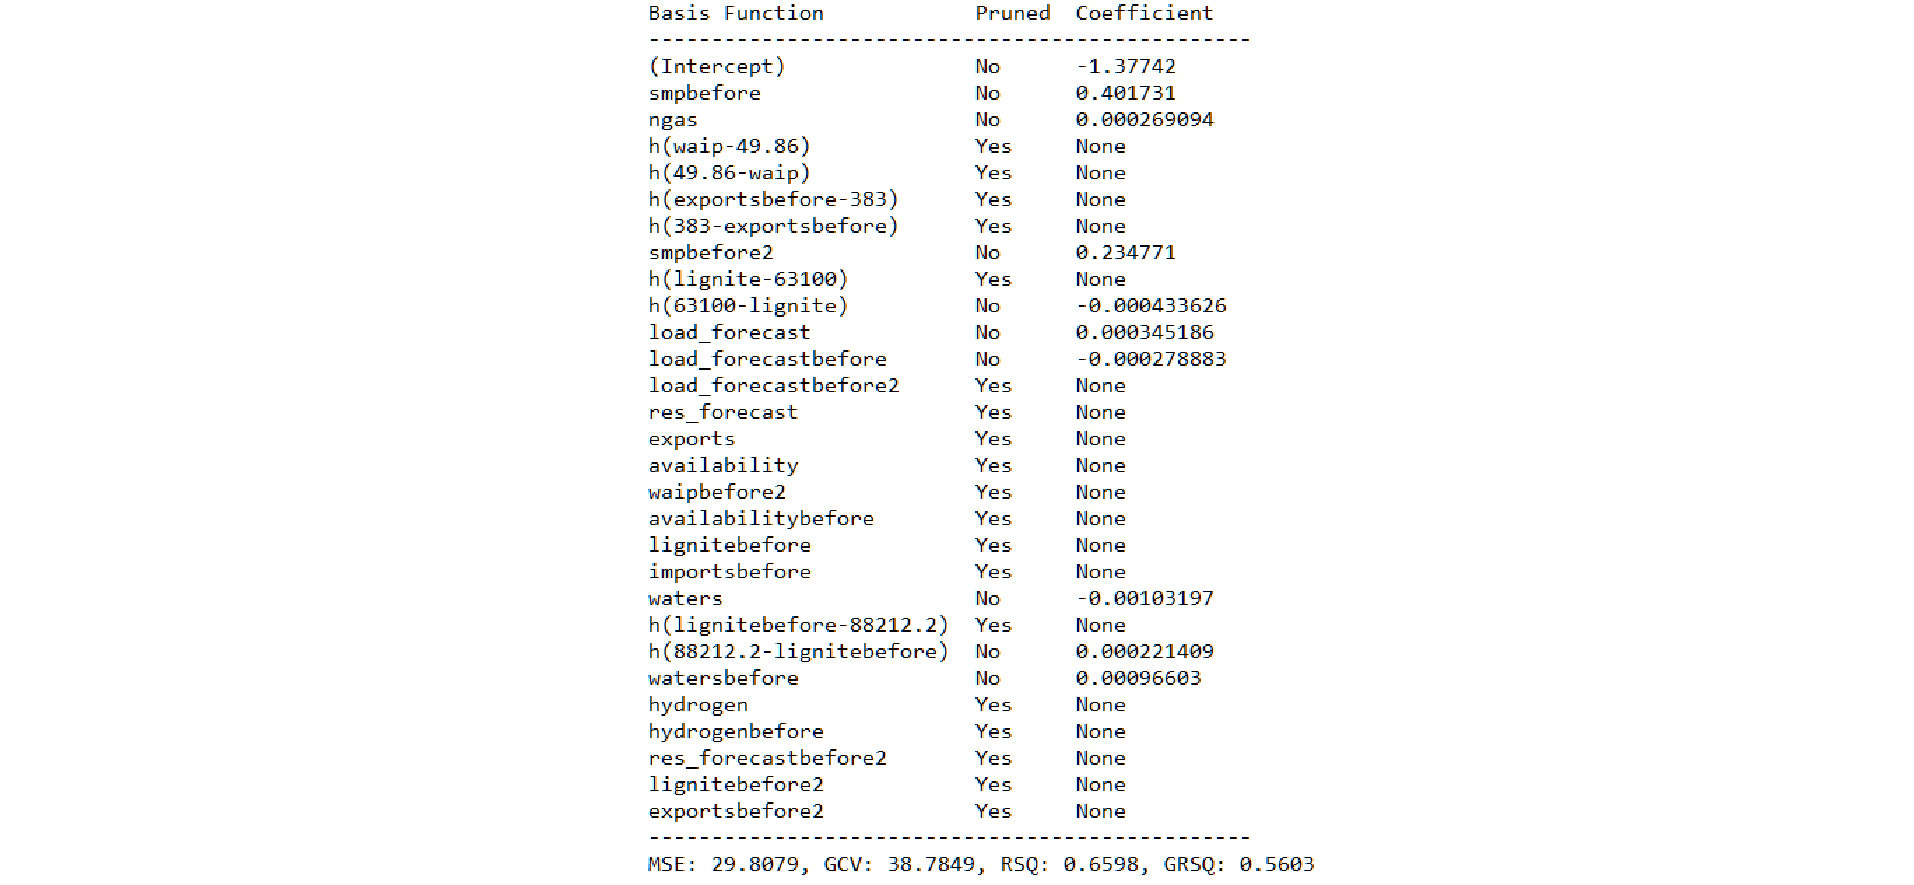 Basis Function Pruned Coefficient
------------------------------------------------
(Intercept) No -1.37742
smpbefore No 0.401731
ngas No 0.000269094
h(waip-49.86) Yes None
h(49.86-waip) Yes None
h(exportsbefore-383) Yes None
h(383-exportsbefore) Yes None
smpbefore2 No 0.234771
h(lignite-63100) Yes None
h(63100-lignite) No -0.000433626
load_forecast No 0.000345186
load_forecastbefore No -0.000278883
load_forecastbefore2 Yes None
res_forecast Yes None
exports Yes None
availability Yes None
waipbefore2 Yes None
availabilitybefore Yes None
lignitebefore Yes None
importsbefore Yes None
waters No -0.00103197
h(lignitebefore-88212.2) Yes None
h(88212.2-lignitebefore) No 0.000221409
watersbefore No 0.00096603
hydrogen Yes None
hydrogenbefore Yes None
res_forecastbefore2 Yes None
lignitebefore2 Yes None
exportsbefore2 Yes None
------------------------------------------------
MSE: 29.8079, GCV: 38.7849, RSQ: 0.6598, GRSQ: 0.5603